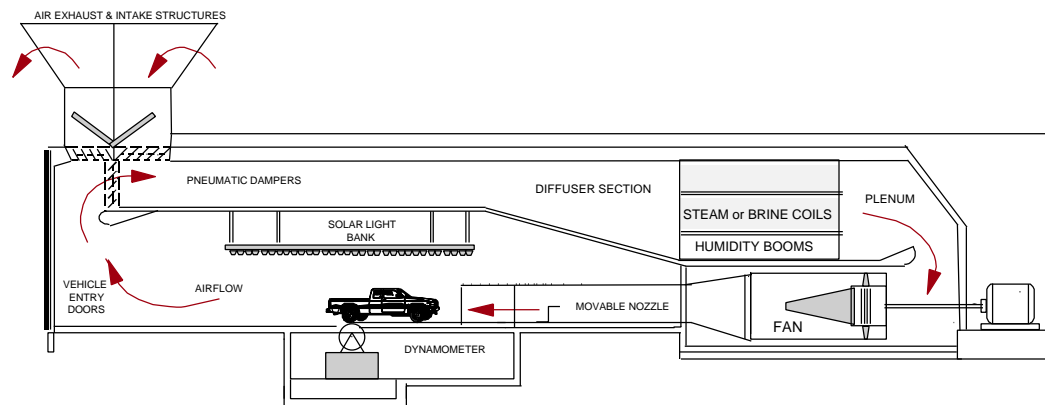 AIR EXHAUST & INTAKE STRUCTURES
PNEUMATIC DAMPERS
DIFFUSER SECTION
STEAM or BRINE COILS
HUMIDITY BOOMS
PLENUM
SOLAR LIGHT
BANK
VEHICLE
ENTRY
DOORS
AIRFLOW
MOVABLE NOZZLE
FAN
DYNAMOMETER